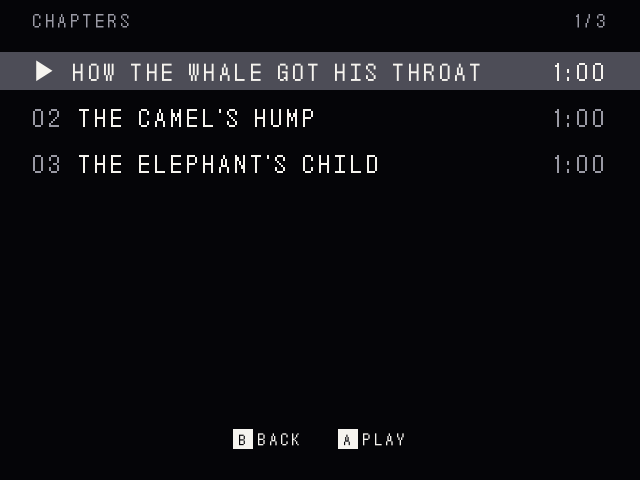 CHAPTERS 1/3
HOW THE WHALE GOT HIS THROAT 1:00
02 THE CAMEL'S HUMP 1:00
03 THE ELEPHANT'S CHILD 1:00
B BACK A PLAY